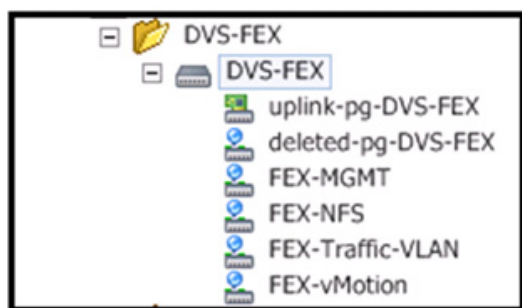 DVS-FEX
DVS-FEX
uplink-pg-DVS-FEX
deleted-pg-DVS-FEX
FEX-MGMT
FEX-NFS
FEX-Traffic-VLAN
FEX-vMotion